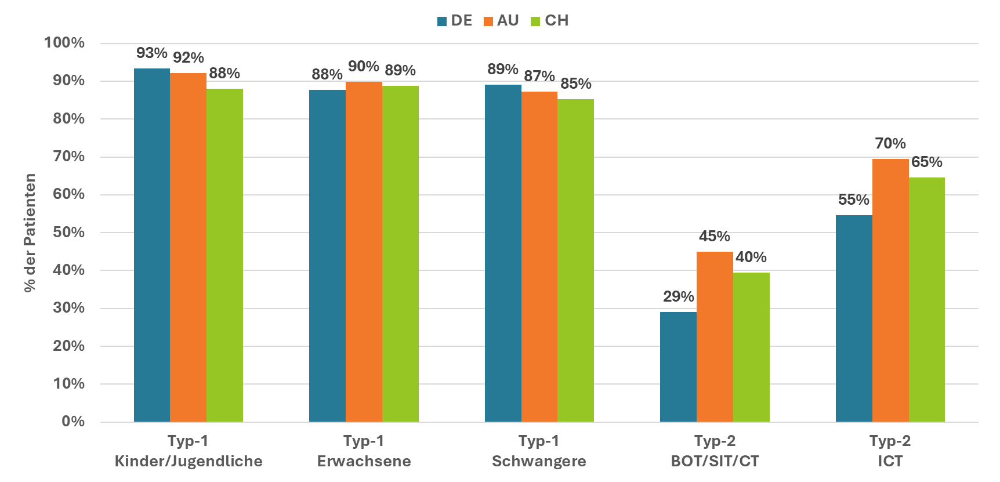 DE AU CH
100%
90%
80%
70%
60%
50%
40%
30%
20%
10%
0%
% der Patienten
93% 92% 88%
88% 90% 89%
89% 87% 85%
29% 45% 40%
55% 70% 65%
Typ-1
Kinder/Jugendliche
Typ-1
Erwachsene
Typ-1
Schwangere
Typ-2
BOT/SIT/CT
Typ-2
ICT